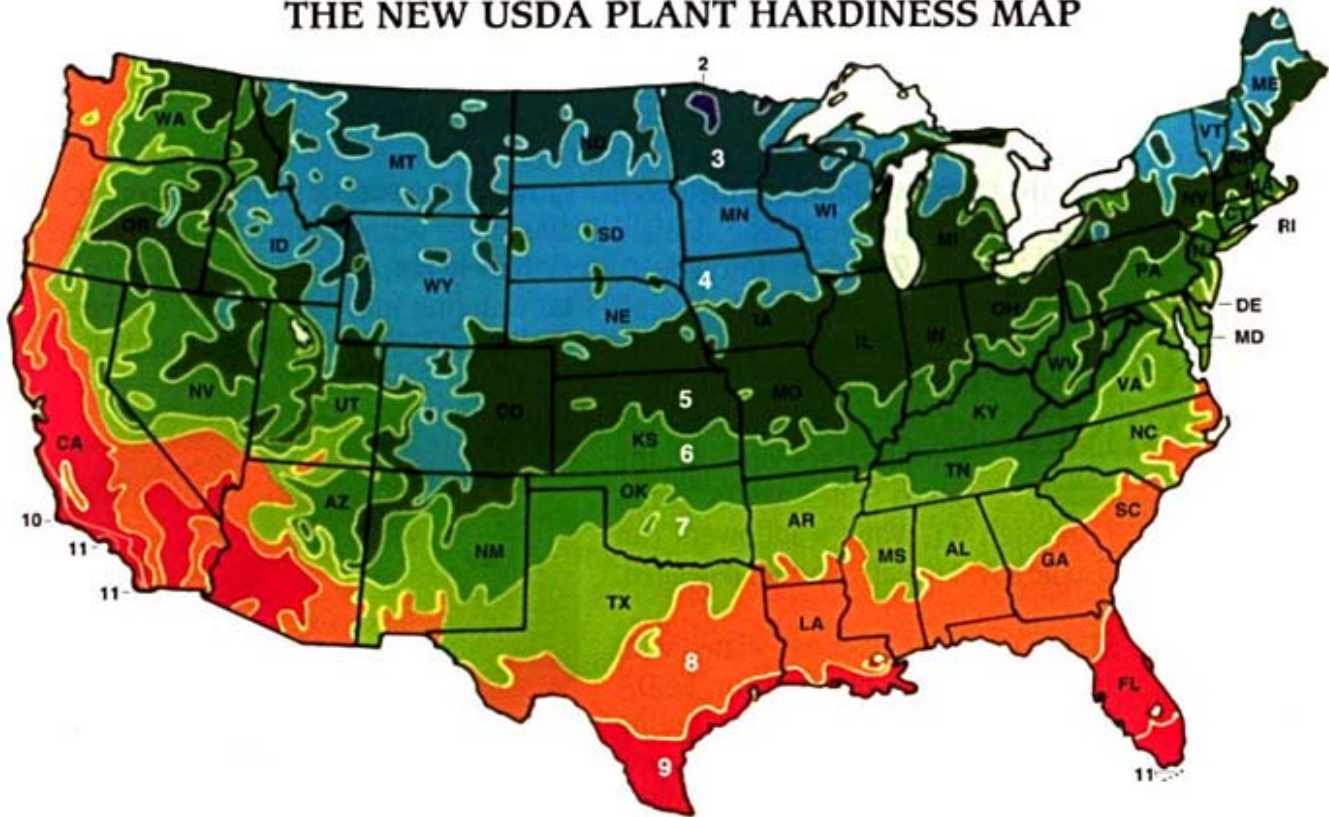 THE NEW USDA PLANT HARDINESS MAP
2
ME
WA
VT
MT
ND
3
NH
MA
NY
MN
WI
CT
RI
OR
ID
SD
MI
PA
NJ
WY
4
NE
IA
OH
DE
IL
IN
MD
WV
NV
UT
CO
5
MO
VA
KS
KY
CA
6
NC
TN
OK
AZ
10
7
AR
SC
11
NM
MS
AL
GA
11
TX
LA
8
FL
9
11